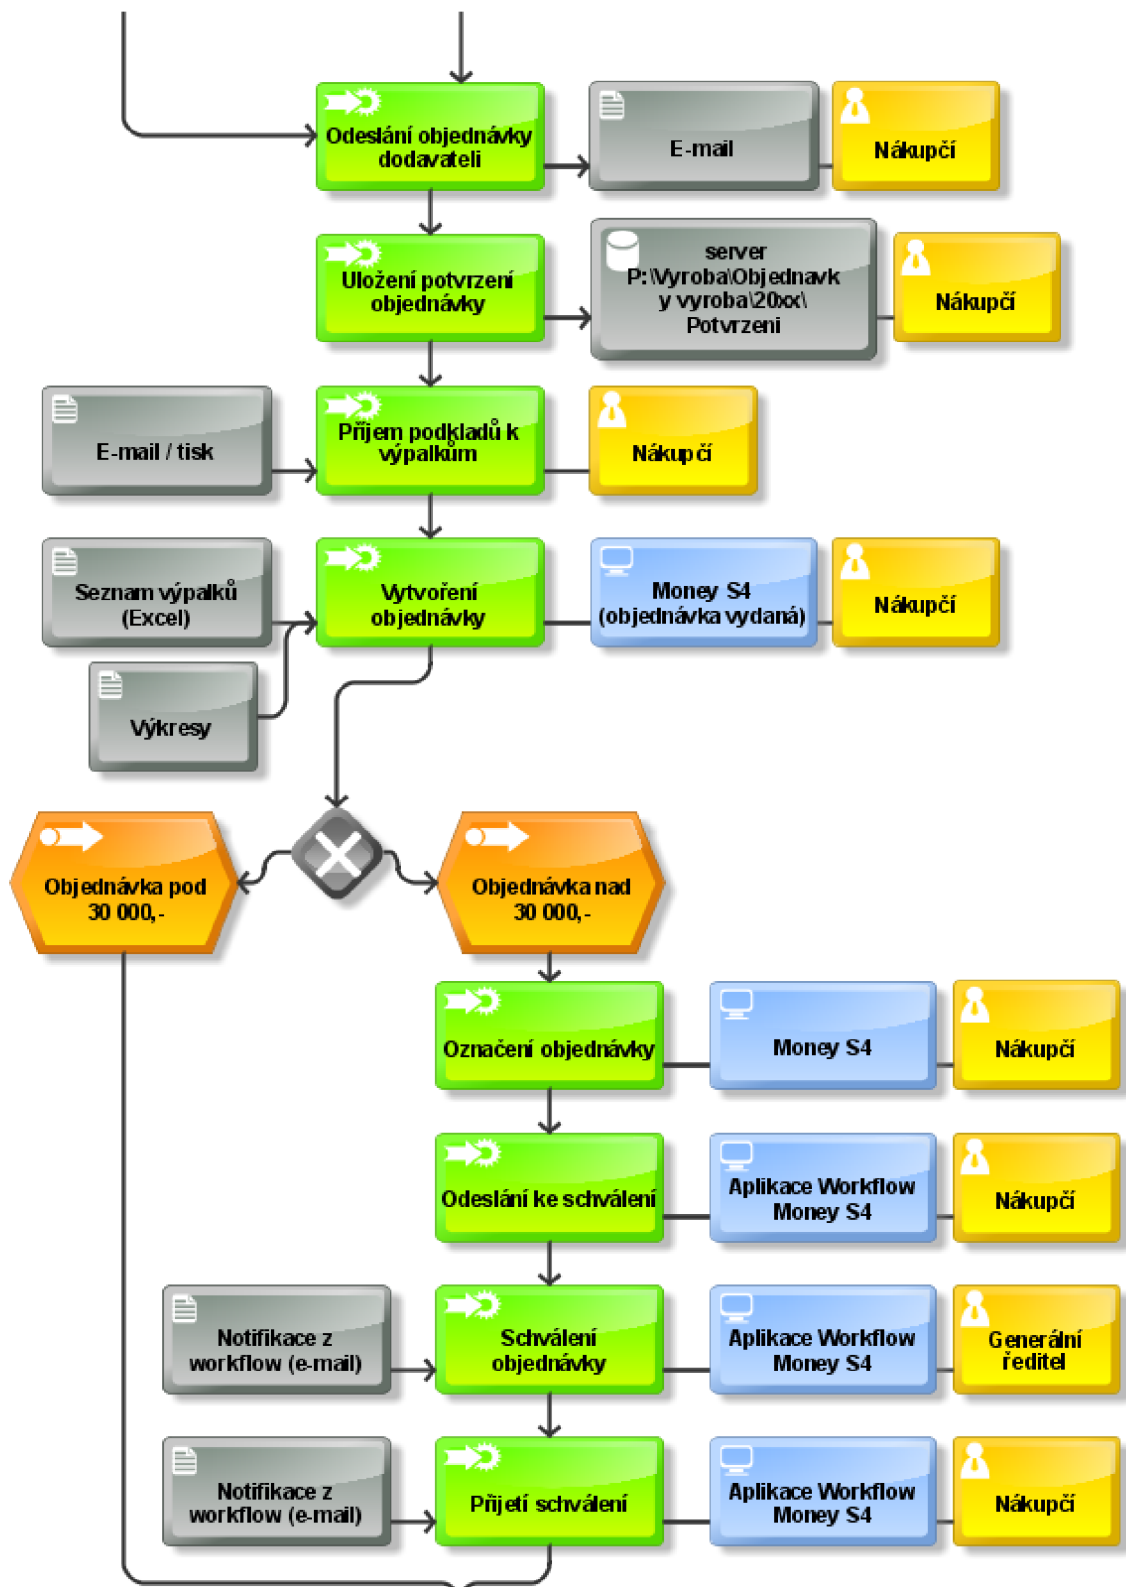 Odeslání objednávky
dodavateli
E-mail
Nákupčí
Uložení potvrzení
objednávky
server
P:\Vyroba\Objednavk
y vyroba\20xx\
Potvrzeni
Nákupčí
E-mail / tisk
Příjem podkladů k
výpalkům
Nákupčí
Seznam výpalků
(Excel)
Vytvoření
objednávky
Money S4
(objednávka vydaná)
Nákupčí
Výkresy
Objednávka pod
30 000,-
Objednávka nad
30 000,-
Označení objednávky
Money S4
Nákupčí
Odeslání ke schválení
Aplikace Workflow
Money S4
Nákupčí
Notifikace z
workflow (e-mail)
Schválení
objednávky
Aplikace Workflow
Money S4
Generální
ředitel
Notifikace z
workflow (e-mail)
Přijetí schválení
Aplikace Workflow
Money S4
Nákupčí